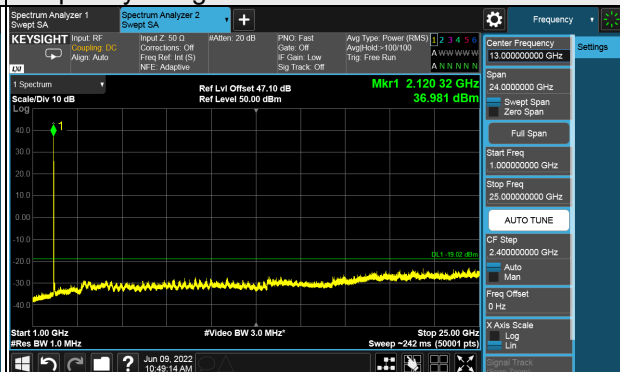 Spectrum Analyzer 1
Swept SA
Spectrum Analyzer 2
Swept SA
+
Frequency
KEYSIGHT
Input: RF
Coupling: DC
Align: Auto
Input Z: 50 Ω
Corrections: Off
Freq Ref: Int (S)
NFE: Adaptive
#Atten: 20 dB
PNO: Fast
Gate: Off
IF Gain: Low
Sig Track: Off
Avg Type: Power (RMS)
Avg|Hold:>100/100
Trig: Free Run
1 2 3 4 5 6
A W W W W W
A N N N N N
LXI
1 Spectrum
Scale/Div 10 dB
Log
Ref Lvl Offset 47.10 dB
Ref Level 50.00 dBm
Mkr1 2.120 32 GHz
36.981 dBm
1
40.0
30.0
20.0
10.0
0.00
-10.0
-20.0
-30.0
-40.0
DL1 -19.02 dBm
Start 1.00 GHz
#Res BW 1.0 MHz
#Video BW 3.0 MHz*
Stop 25.00 GHz
Sweep ~242 ms (50001 pts)
?
Jun 09, 2022
10:49:14 AM
Center Frequency
13.00000000 GHz
Span
24.0000000 GHz
Swept Span
Zero Span
Full Span
Start Freq
1.000000000 GHz
Stop Freq
25.000000000 GHz
AUTO TUNE
CF Step
2.400000000 GHz
Auto
Man
Freq Offset
0 Hz
X Axis Scale
Log
Lin
Signal Track
Settings